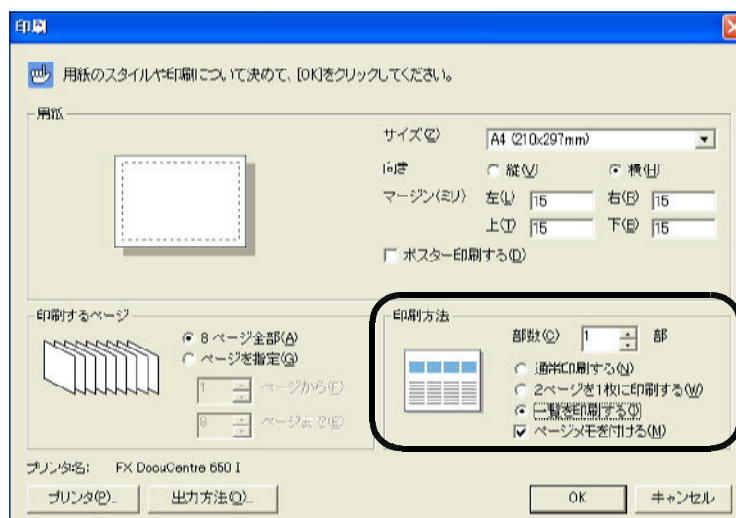 印刷
用紙のスタイルや印刷について決めて、[OK]をクリックしてください。
用紙
サイズ(Z) A4 (210x297mm)
向き 縦(V) 横(H)
マージン(ミリ) 左(L) 15 右(R) 15
上(T) 15 下(E) 15
ポスター印刷する(D)
印刷するページ
8 ページ全部(A)
ページを指定(G)
1 ページから(F)
8 ページまで(E)
印刷方法
部数(C) 1 部
通常印刷する(N)
2ページを1枚に印刷する(W)
一覧を印刷する(I)
ページメモを付ける(M)
プリンタ名: FX DocuCentre 650 I
プリンタ(P)... 出力方法(O)... OK キャンセル